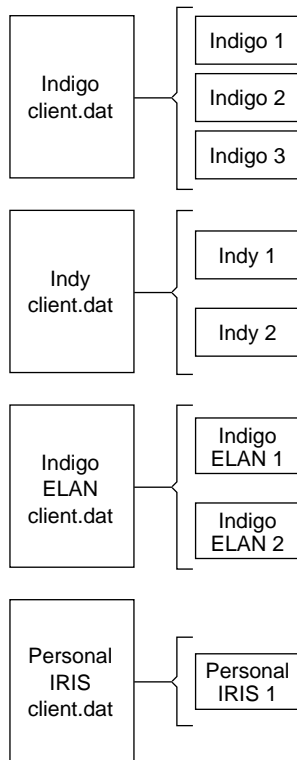 Indigo
client.dat
Indigo 1
Indigo 2
Indigo 3
Indy
client.dat
Indy 1
Indy 2
Indigo
ELAN
client.dat
Indigo
ELAN 1
Indigo
ELAN 2
Personal
IRIS
client.dat
Personal
IRIS 1